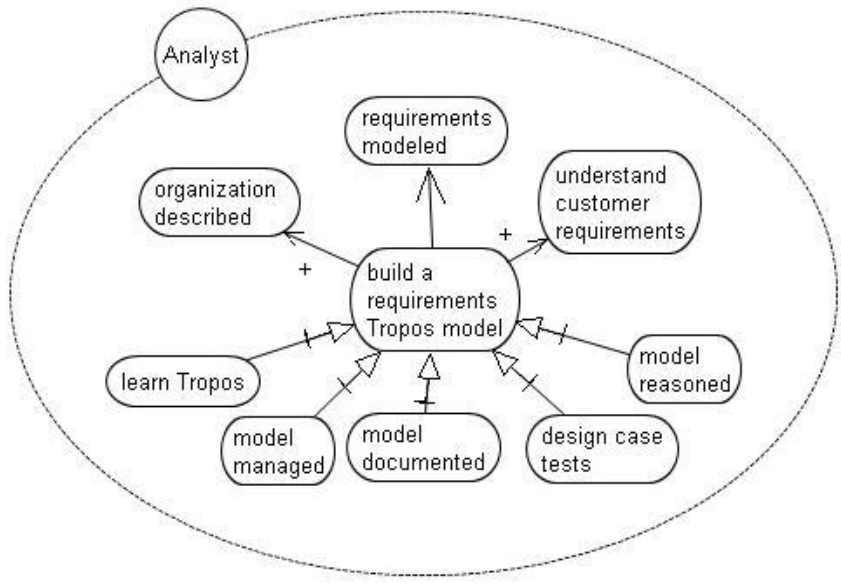 Analyst
requirements
modeled
organization
described
understand
customer
requirements
+
+
build a
requirements
Tropos model
learn Tropos
model
reasoned
model
managed
model
documented
design case
tests